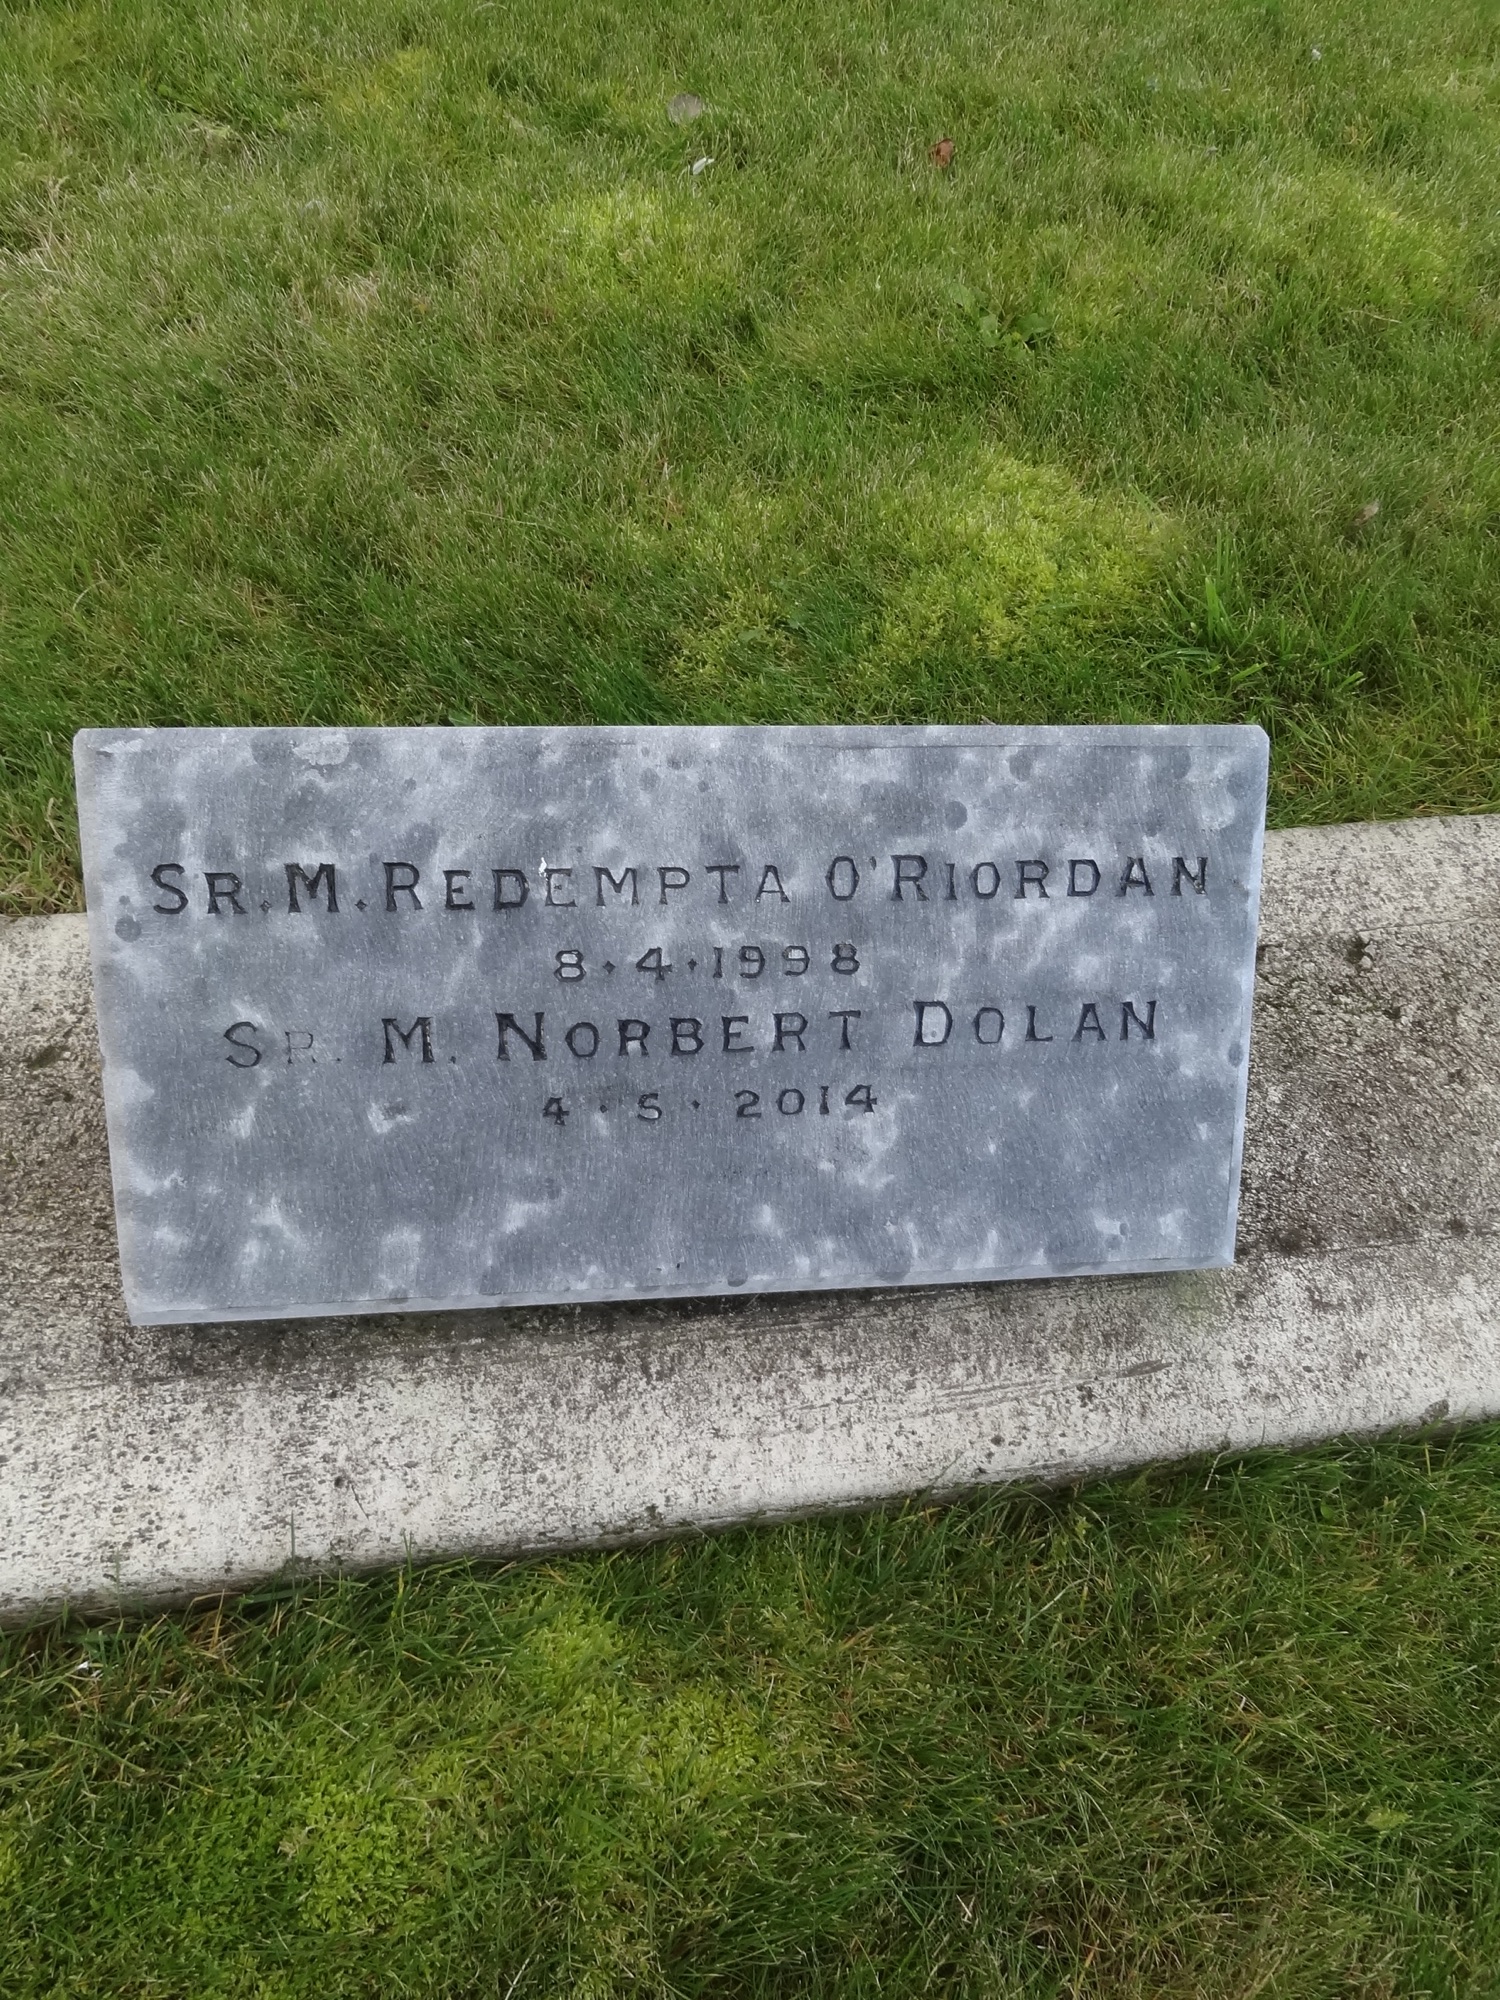 Sr. M. Redempta O'Riordan
8·4·1998
Sr. M. Norbert Dolan
4·5·2014